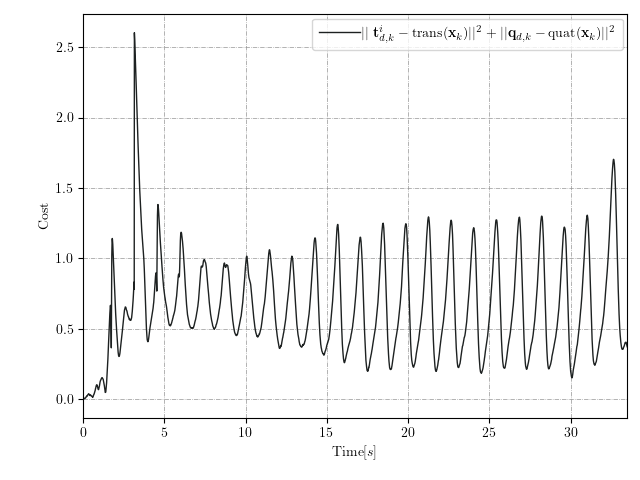 || t^i_{d,k} − trans(x_k)||^2 + ||q_{d,k} − quat(x_k)||^2
2.5
2.0
1.5
1.0
0.5
0.0
Cost
0 5 10 15 20 25 30
Time[s]